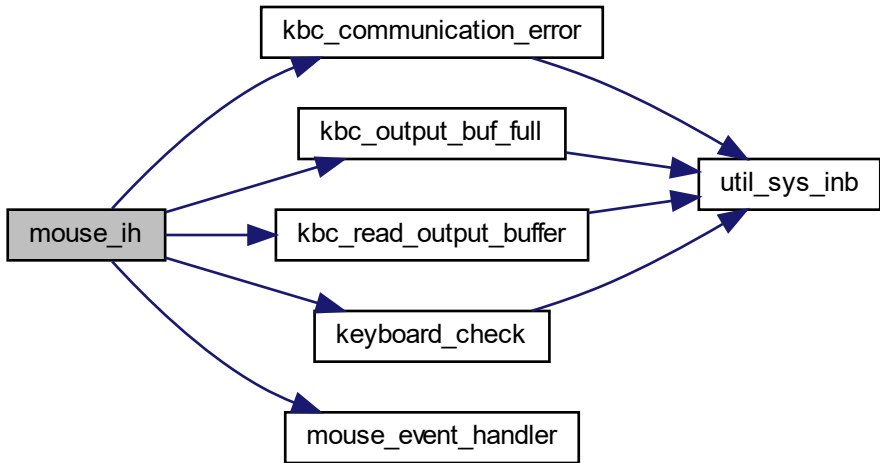 kbc_communication_error
kbc_output_buf_full
util_sys_inb
mouse_ih
kbc_read_output_buffer
keyboard_check
mouse_event_handler